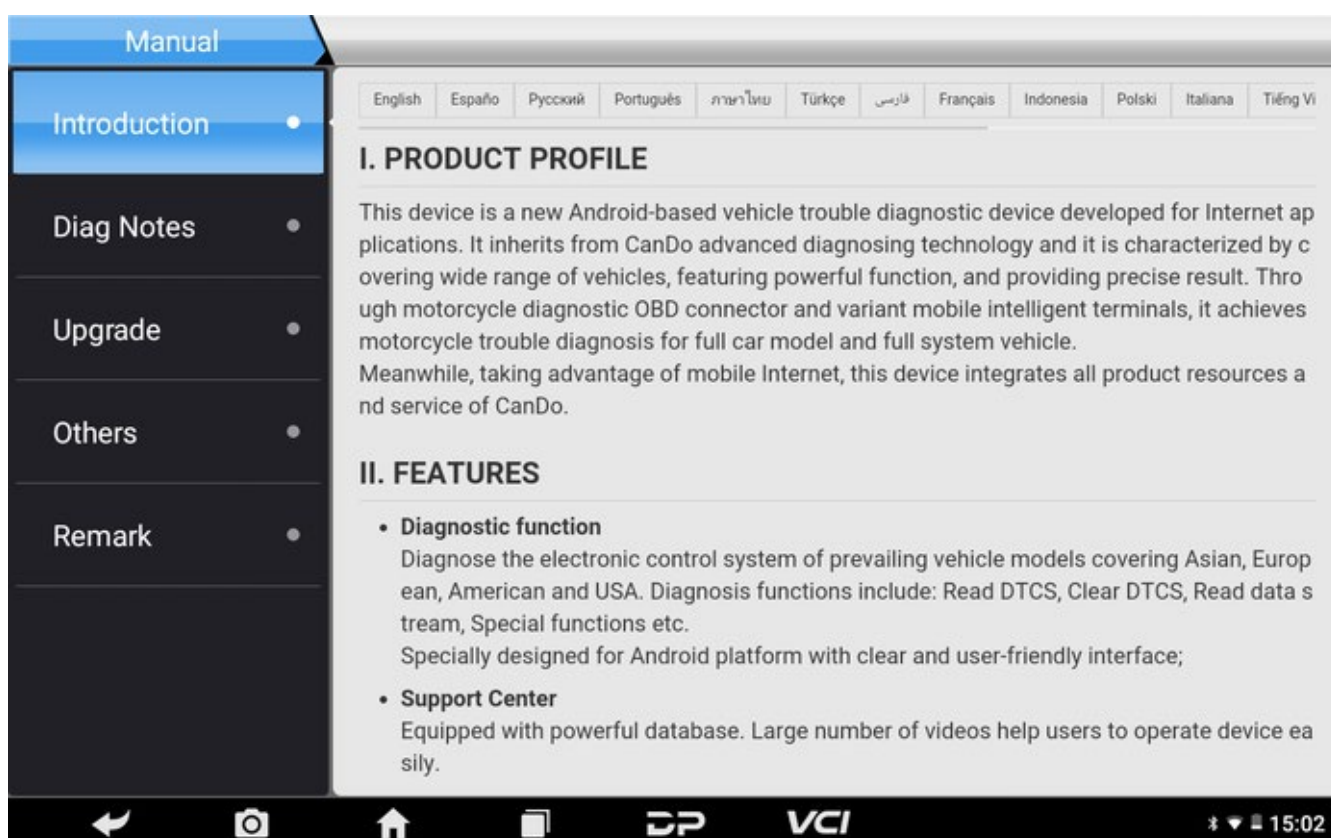 Manual
Introduction
Diag Notes
Upgrade
Others
Remark
English Españo Русский Português ภาษาไทย Türkçe فارسی Français Indonesia Polski Italiana Tiếng Vi
I. PRODUCT PROFILE
This device is a new Android-based vehicle trouble diagnostic device developed for Internet ap
plications. It inherits from CanDo advanced diagnosing technology and it is characterized by c
overing wide range of vehicles, featuring powerful function, and providing precise result. Thro
ugh motorcycle diagnostic OBD connector and variant mobile intelligent terminals, it achieves
motorcycle trouble diagnosis for full car model and full system vehicle.
Meanwhile, taking advantage of mobile Internet, this device integrates all product resources a
nd service of CanDo.
II. FEATURES
• Diagnostic function
Diagnose the electronic control system of prevailing vehicle models covering Asian, Europ
ean, American and USA. Diagnosis functions include: Read DTCS, Clear DTCS, Read data s
tream, Special functions etc.
Specially designed for Android platform with clear and user-friendly interface;
• Support Center
Equipped with powerful database. Large number of videos help users to operate device ea
sily.
DP VCI 15:02